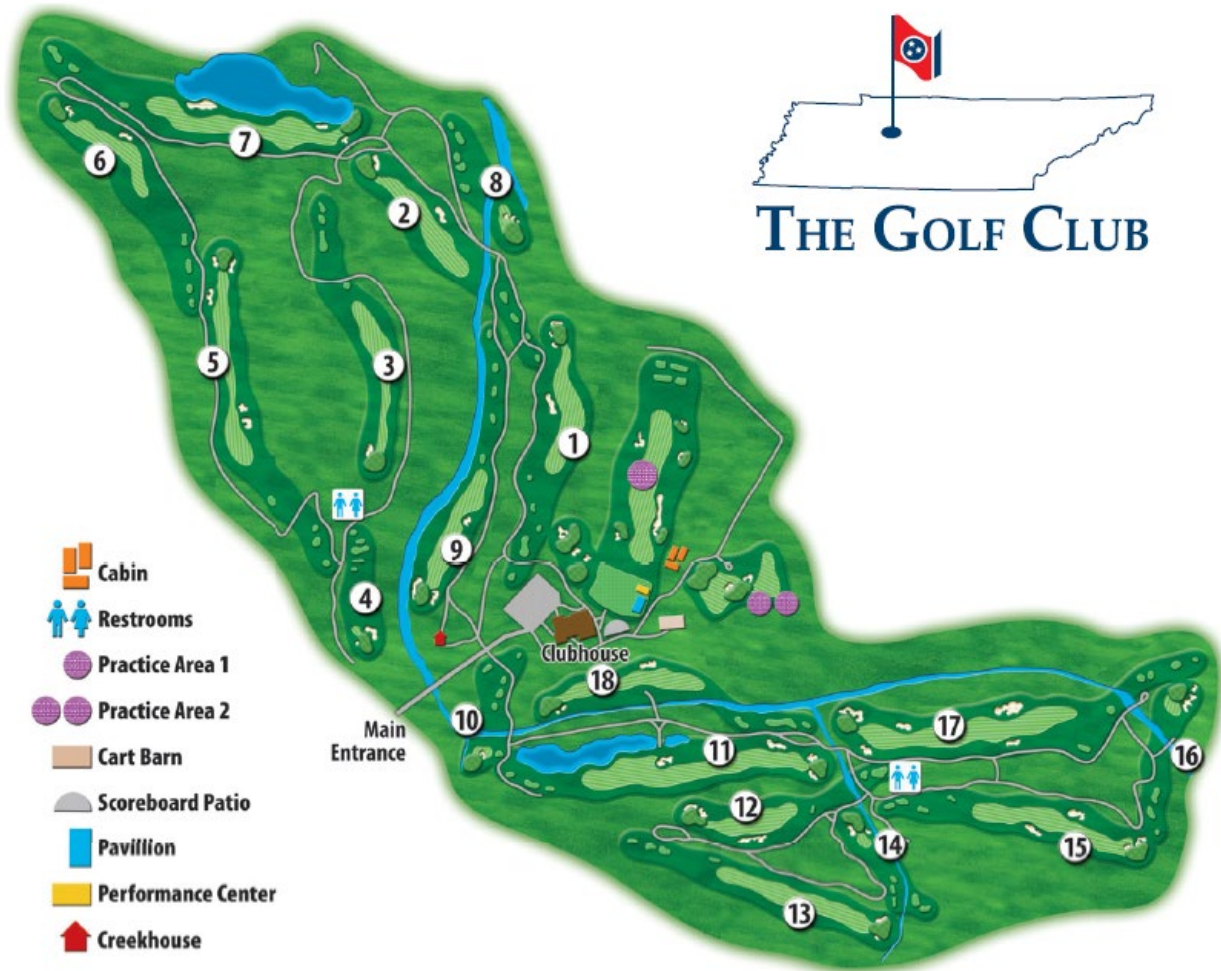 THE GOLF CLUB
7
6
8
2
5
3
1
9
4
Cabin
Restrooms
Practice Area 1
Practice Area 2
Cart Barn
Scoreboard Patio
Pavillion
Performance Center
Creekhouse
Clubhouse
Main
Entrance
18
10
17
11
16
12
14
15
13